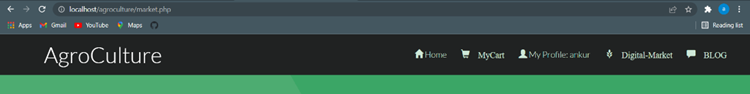 localhost/agroculture/market.php
Apps Gmail YouTube Maps Reading list
AgroCulture Home MyCart My Profile: ankur Digital-Market BLOG